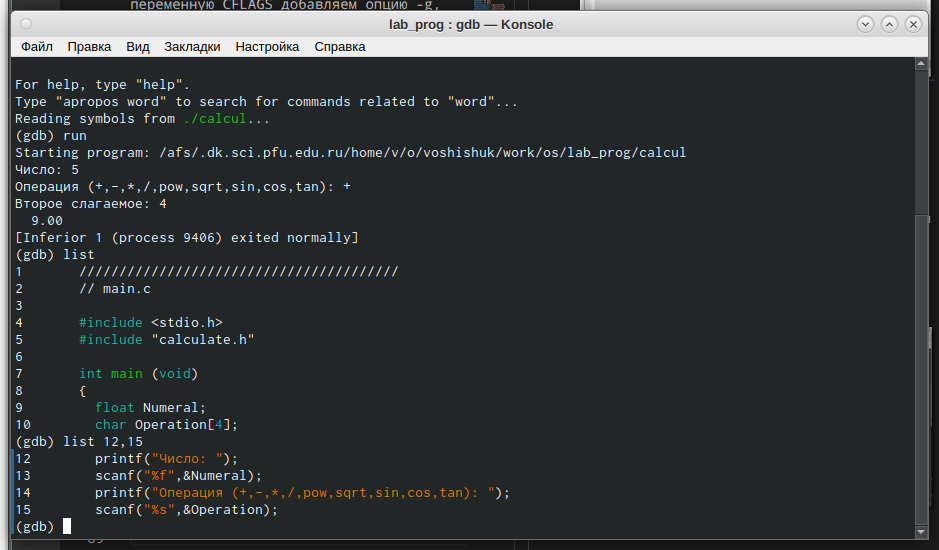 переменную CFLAGS добавляем опцию -g,
lab_prog : gdb — Konsole
Файл Правка Вид Закладки Настройка Справка
For help, type "help".
Type "apropos word" to search for commands related to "word"...
Reading symbols from ./calcul...
(gdb) run
Starting program: /afs/.dk.sci.pfu.edu.ru/home/v/o/voshishuk/work/os/lab_prog/calcul
Число: 5
Операция (+,-,*,/,pow,sqrt,sin,cos,tan): +
Второе слагаемое: 4
9.00
[Inferior 1 (process 9406) exited normally]
(gdb) list
1 ////////////////////////////////////////
2 // main.c
3
4 #include <stdio.h>
5 #include "calculate.h"
6
7 int main (void)
8 {
9 float Numeral;
10 char Operation[4];
(gdb) list 12,15
12 printf("Число: ");
13 scanf("%f",&Numeral);
14 printf("Операция (+,-,*,/,pow,sqrt,sin,cos,tan): ");
15 scanf("%s",&Operation);
(gdb)